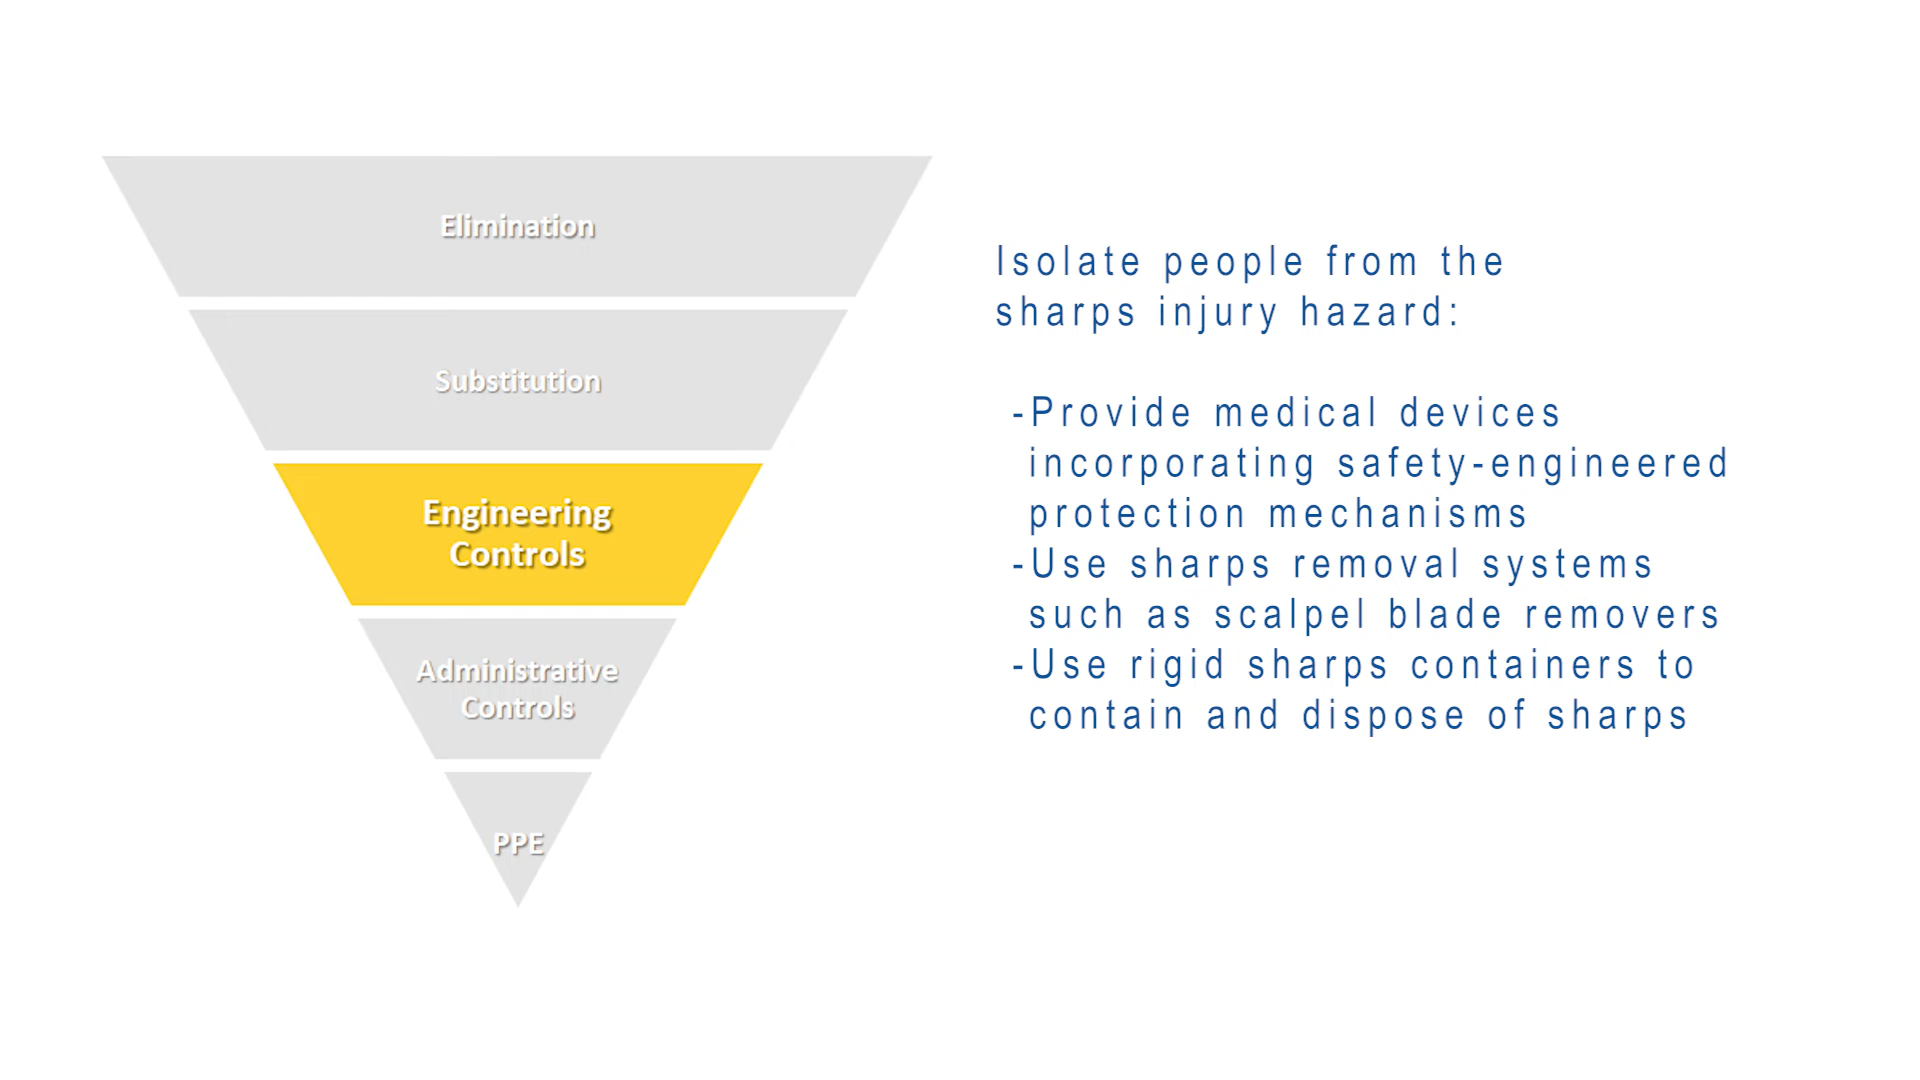 Elimination
Substitution
Engineering
Controls
Administrative
Controls
PPE
Isolate people from the
sharps injury hazard:
-Provide medical devices
incorporating safety-engineered
protection mechanisms
-Use sharps removal systems
such as scalpel blade removers
-Use rigid sharps containers to
contain and dispose of sharps